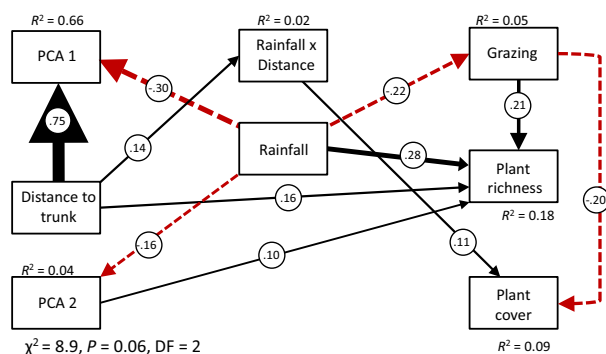 R² = 0.66
R² = 0.02
R² = 0.05
PCA 1
Rainfall x
Distance
Grazing
-.30
-.22
.75
.14
.21
Rainfall
.28
Plant
richness
Distance to
trunk
.16
-.20
R² = 0.18
-.16
.11
R² = 0.04
.10
PCA 2
Plant
cover
χ² = 8.9, P = 0.06, DF = 2
R² = 0.09